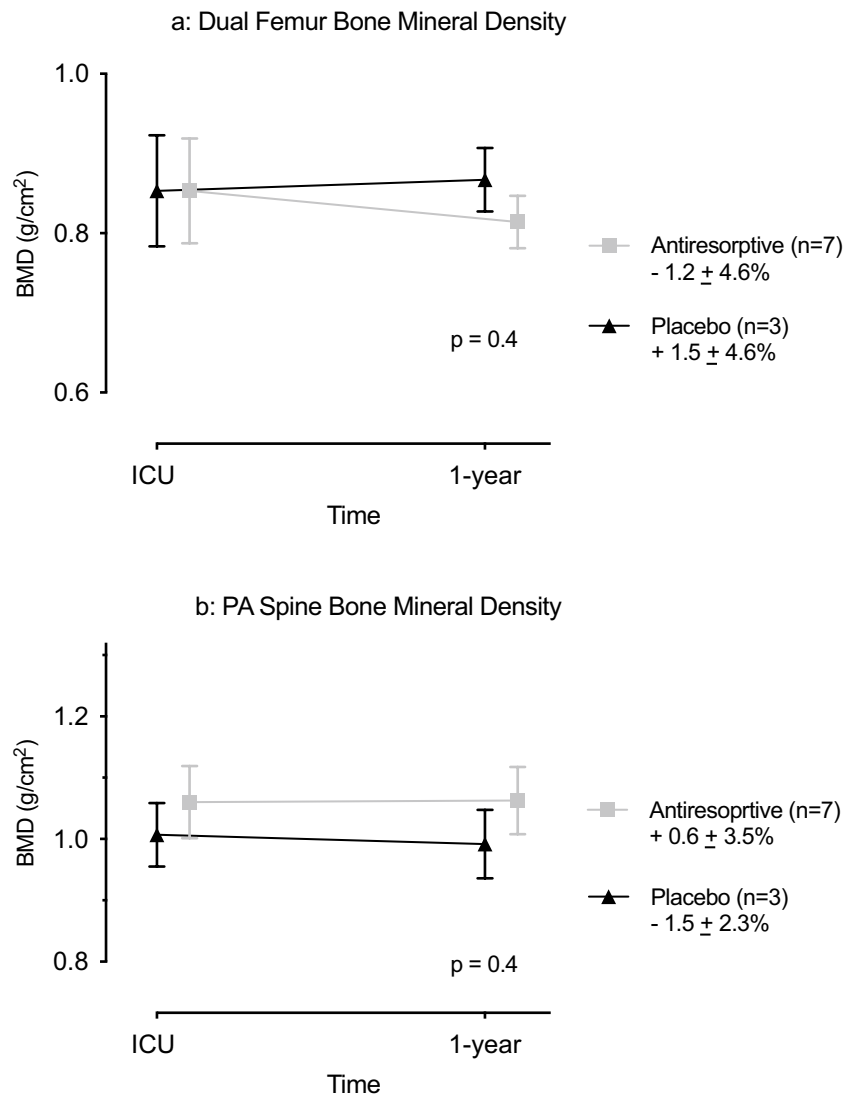 a: Dual Femur Bone Mineral Density
1.0
0.8
0.6
BMD (g/cm²)
p = 0.4
ICU
1-year
Time
Antiresorptive (n=7)
- 1.2 ± 4.6%
Placebo (n=3)
+ 1.5 ± 4.6%
b: PA Spine Bone Mineral Density
1.2
1.0
0.8
BMD (g/cm²)
p = 0.4
ICU
1-year
Time
Antiresoprtive (n=7)
+ 0.6 ± 3.5%
Placebo (n=3)
- 1.5 ± 2.3%